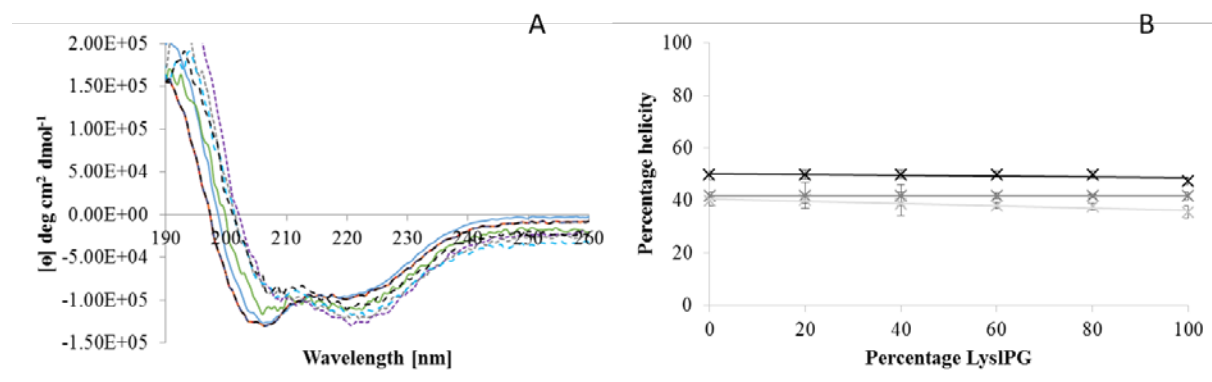 A
B
2.00E+05
1.50E+05
1.00E+05
5.00E+04
0.00E+00
-5.00E+04
-1.00E+05
-1.50E+05
190 200 210 220 230 240 250 260
[ɵ] deg cm² dmol⁻¹
Wavelength [nm]
100
80
60
40
20
0
0 20 40 60 80 100
Percentage helicity
Percentage LyslPG